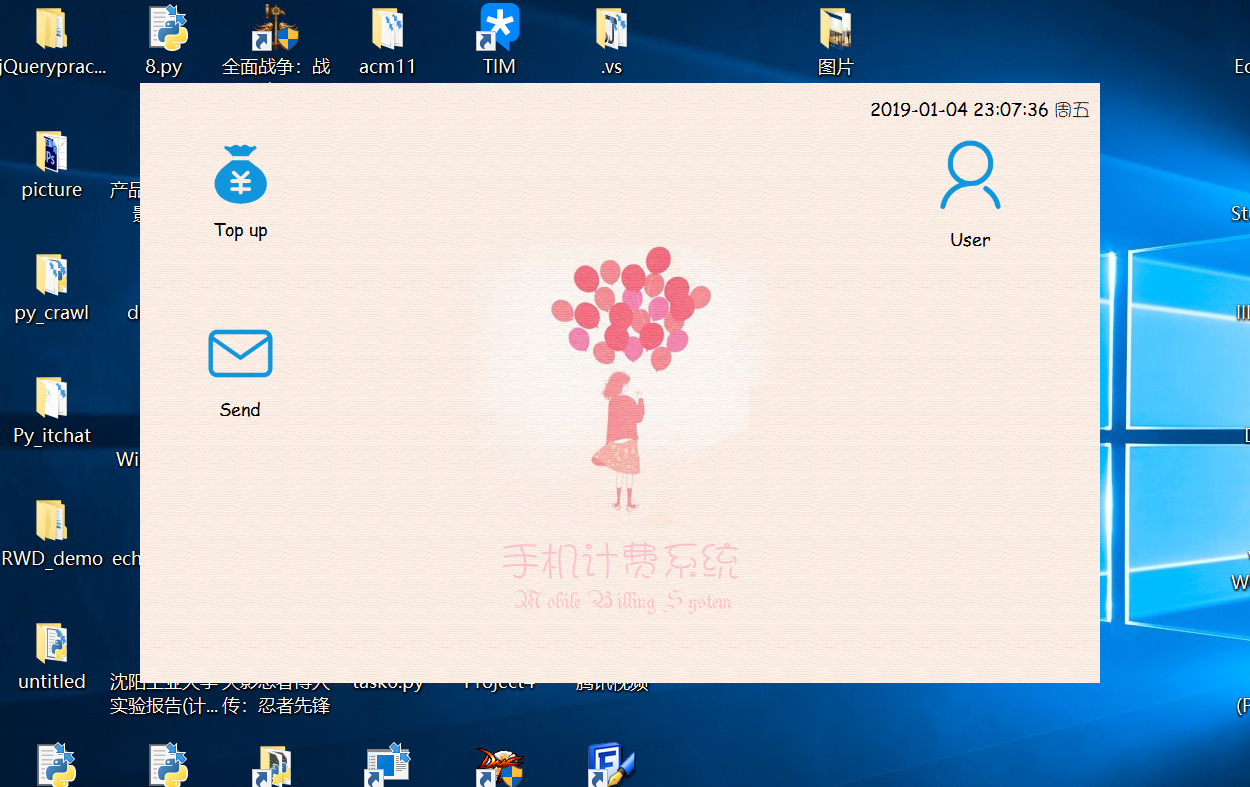 jQueryprac...
8.py
全面战争：战
acm11
TIM
.vs
图片
2019-01-04 23:07:36 周五
picture
产品
Top up
User
py_crawl
d
Send
Py_itchat
Wi
RWD_demo
ech
手机计费系统
Mobile Billing System
untitled
沈阳工业大学
火影忍者博人
task6.py
Project4
腾讯视频
实验报告(计...
传：忍者先锋